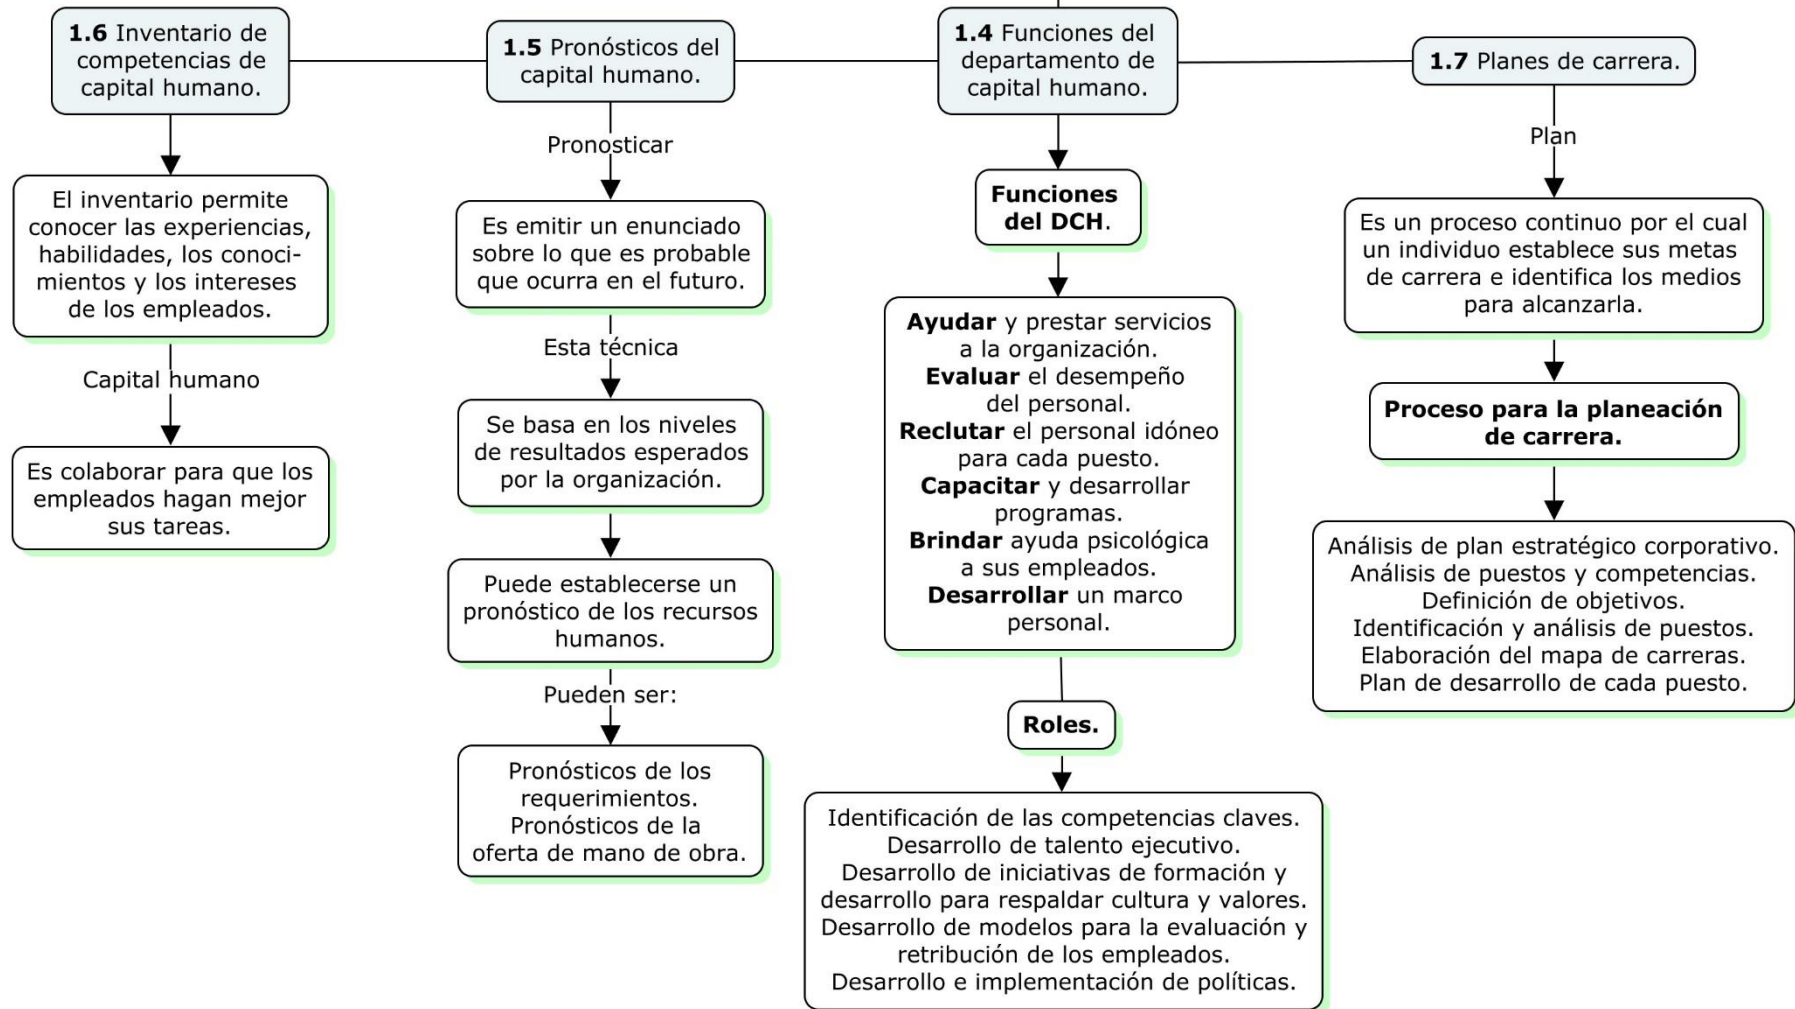 1.6 Inventario de
competencias de
capital humano.
El inventario permite
conocer las experiencias,
habilidades, los conoci-
mientos y los intereses
de los empleados.
Capital humano
Es colaborar para que los
empleados hagan mejor
sus tareas.
1.5 Pronósticos del
capital humano.
Pronosticar
Es emitir un enunciado
sobre lo que es probable
que ocurra en el futuro.
Esta técnica
Se basa en los niveles
de resultados esperados
por la organización.
Puede establecerse un
pronóstico de los recursos
humanos.
Pueden ser:
Pronósticos de los
requerimientos.
Pronósticos de la
oferta de mano de obra.
1.4 Funciones del
departamento de
capital humano.
Funciones
del DCH.
Ayudar y prestar servicios
a la organización.
Evaluar el desempeño
del personal.
Reclutar el personal idóneo
para cada puesto.
Capacitar y desarrollar
programas.
Brindar ayuda psicológica
a sus empleados.
Desarrollar un marco
personal.
Roles.
Identificación de las competencias claves.
Desarrollo de talento ejecutivo.
Desarrollo de iniciativas de formación y
desarrollo para respaldar cultura y valores.
Desarrollo de modelos para la evaluación y
retribución de los empleados.
Desarrollo e implementación de políticas.
1.7 Planes de carrera.
Plan
Es un proceso continuo por el cual
un individuo establece sus metas
de carrera e identifica los medios
para alcanzarla.
Proceso para la planeación
de carrera.
Análisis de plan estratégico corporativo.
Análisis de puestos y competencias.
Definición de objetivos.
Identificación y análisis de puestos.
Elaboración del mapa de carreras.
Plan de desarrollo de cada puesto.